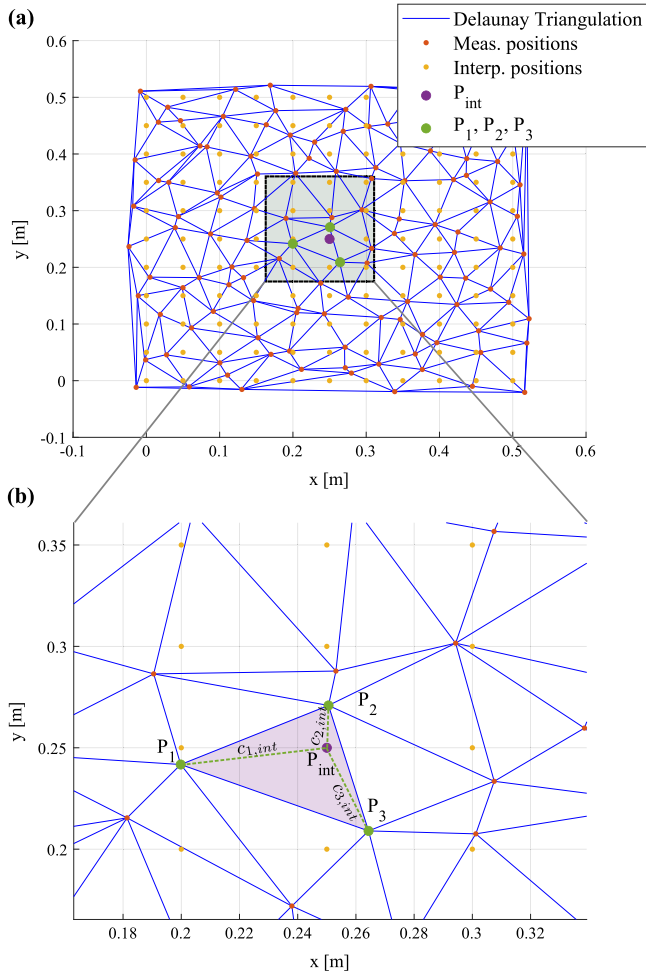 (a)
Delaunay Triangulation
Meas. positions
Interp. positions
P_int
P_1, P_2, P_3
0.6
0.5
0.4
0.3
0.2
0.1
0
-0.1
y [m]
-0.1 0 0.1 0.2 0.3 0.4 0.5 0.6
x [m]
(b)
0.35
0.3
0.25
0.2
y [m]
P_2
c_2,int
P_1
c_1,int
P_int
c_3,int
P_3
0.18 0.2 0.22 0.24 0.26 0.28 0.3 0.32
x [m]